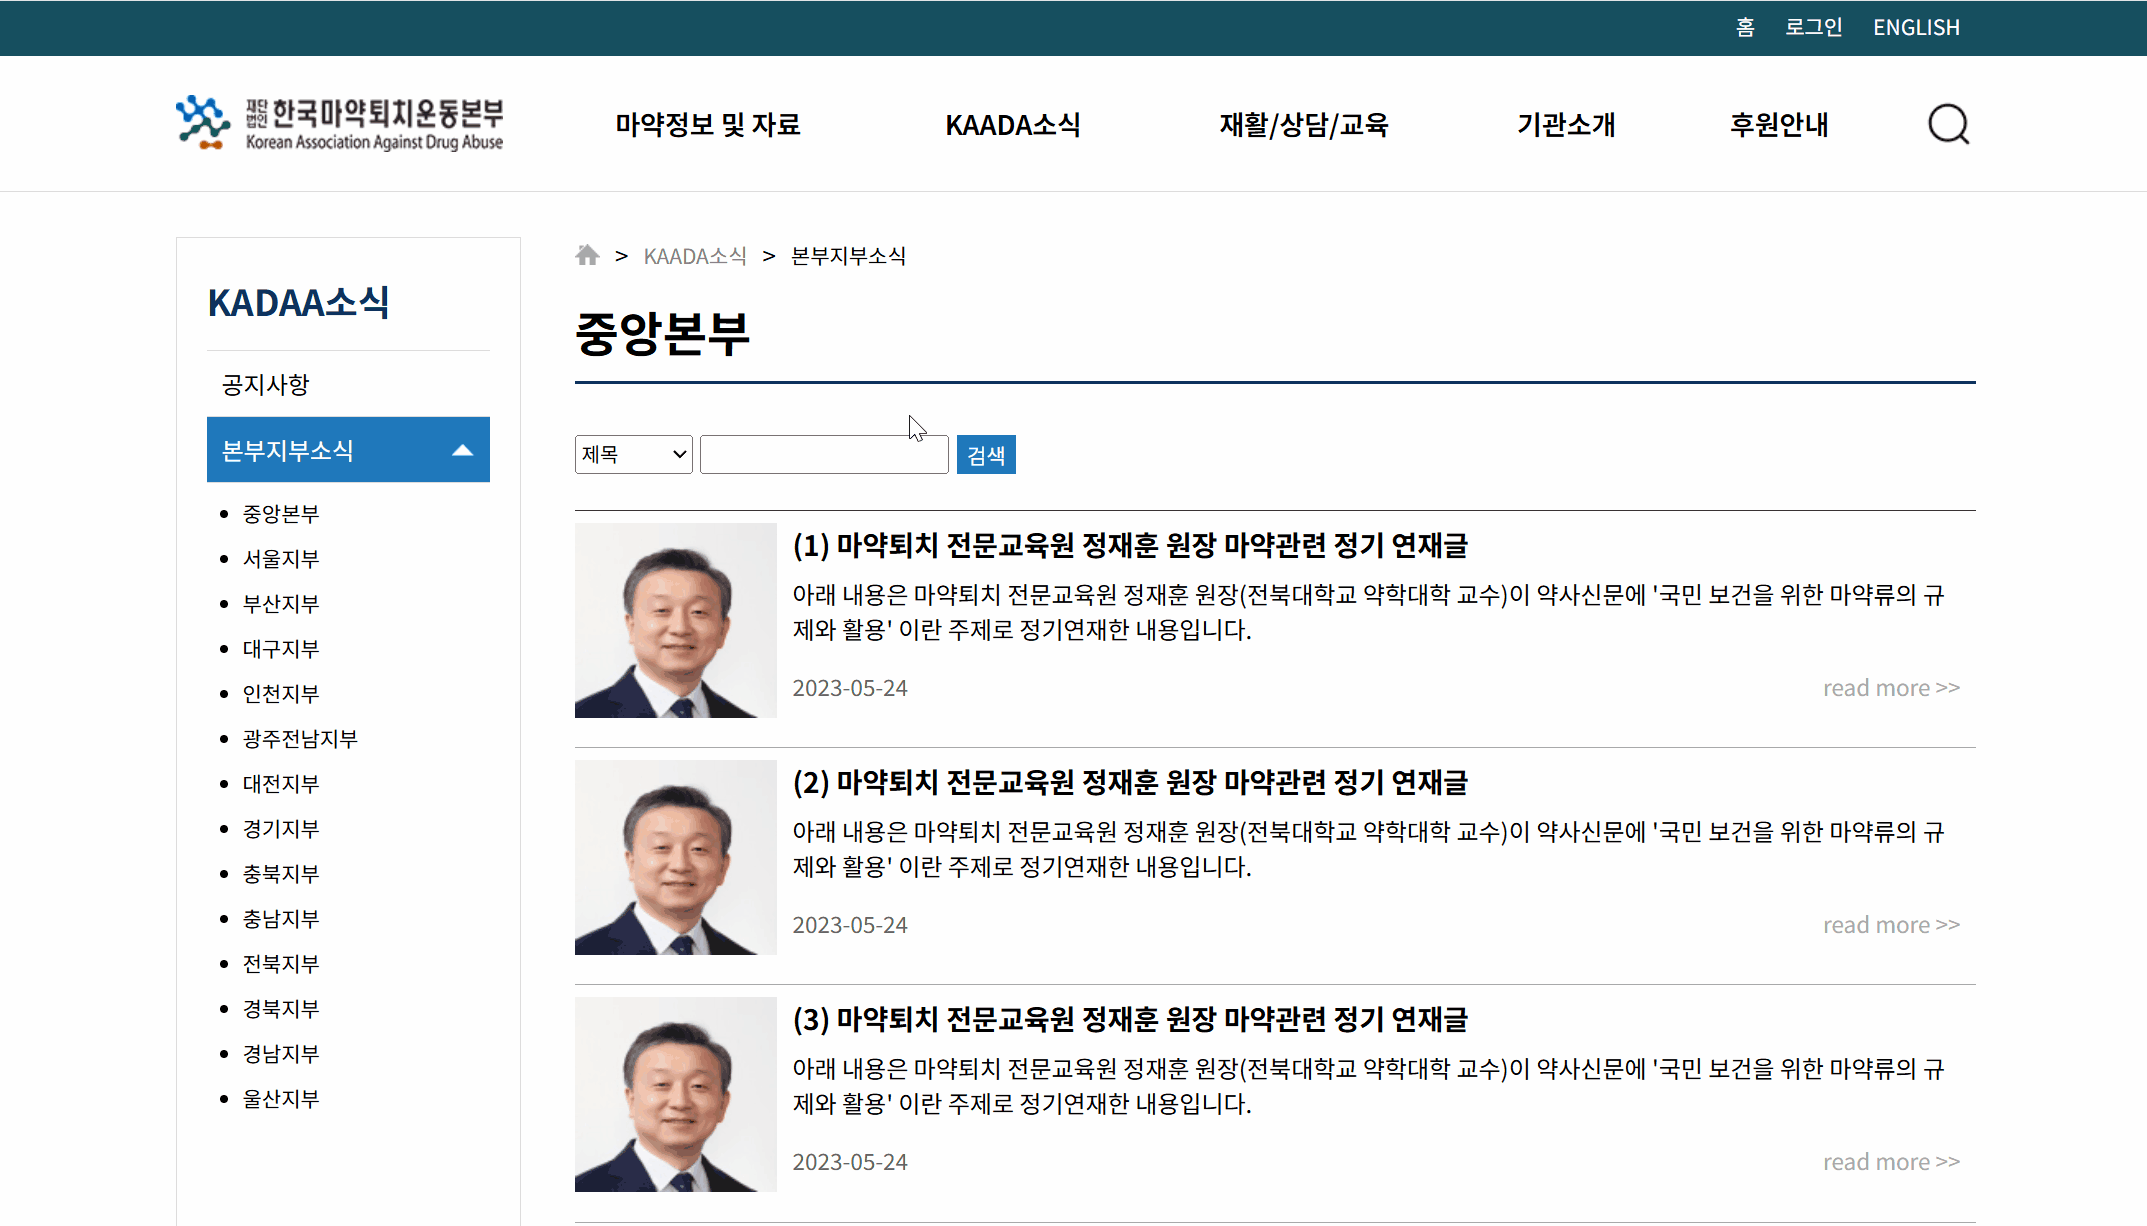 홈 로그인 ENGLISH
재단법인 한국마약퇴치운동본부
Korean Association Against Drug Abuse
마약정보 및 자료 KAADA소식 재활/상담/교육 기관소개 후원안내
KADAA소식
공지사항
본부지부소식
중앙본부
서울지부
부산지부
대구지부
인천지부
광주전남지부
대전지부
경기지부
충북지부
충남지부
전북지부
경북지부
경남지부
울산지부
> KAADA소식 > 본부지부소식
중앙본부
제목 검색
(1) 마약퇴치 전문교육원 정재훈 원장 마약관련 정기 연재글
아래 내용은 마약퇴치 전문교육원 정재훈 원장(전북대학교 약학대학 교수)이 약사신문에 '국민 보건을 위한 마약류의 규
제와 활용' 이란 주제로 정기연재한 내용입니다.
2023-05-24 read more >>
(2) 마약퇴치 전문교육원 정재훈 원장 마약관련 정기 연재글
아래 내용은 마약퇴치 전문교육원 정재훈 원장(전북대학교 약학대학 교수)이 약사신문에 '국민 보건을 위한 마약류의 규
제와 활용' 이란 주제로 정기연재한 내용입니다.
2023-05-24 read more >>
(3) 마약퇴치 전문교육원 정재훈 원장 마약관련 정기 연재글
아래 내용은 마약퇴치 전문교육원 정재훈 원장(전북대학교 약학대학 교수)이 약사신문에 '국민 보건을 위한 마약류의 규
제와 활용' 이란 주제로 정기연재한 내용입니다.
2023-05-24 read more >>